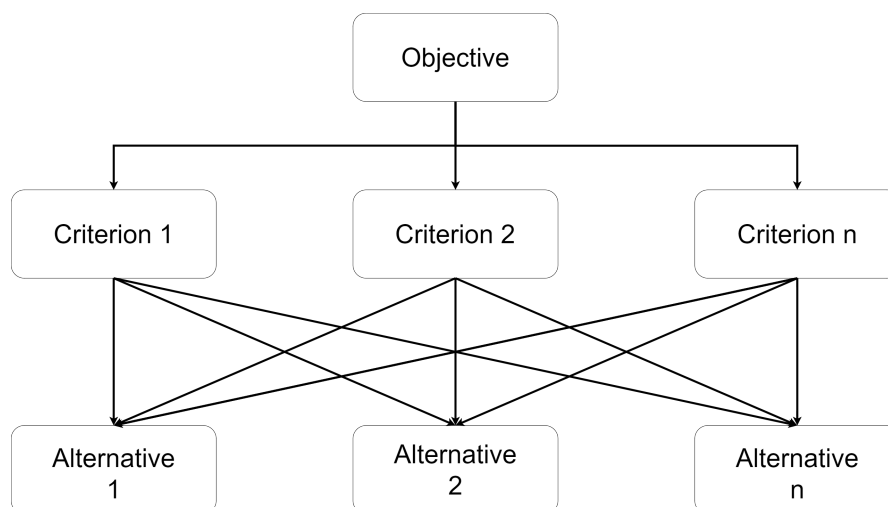 Objective
Criterion 1
Criterion 2
Criterion n
Alternative
1
Alternative
2
Alternative
n